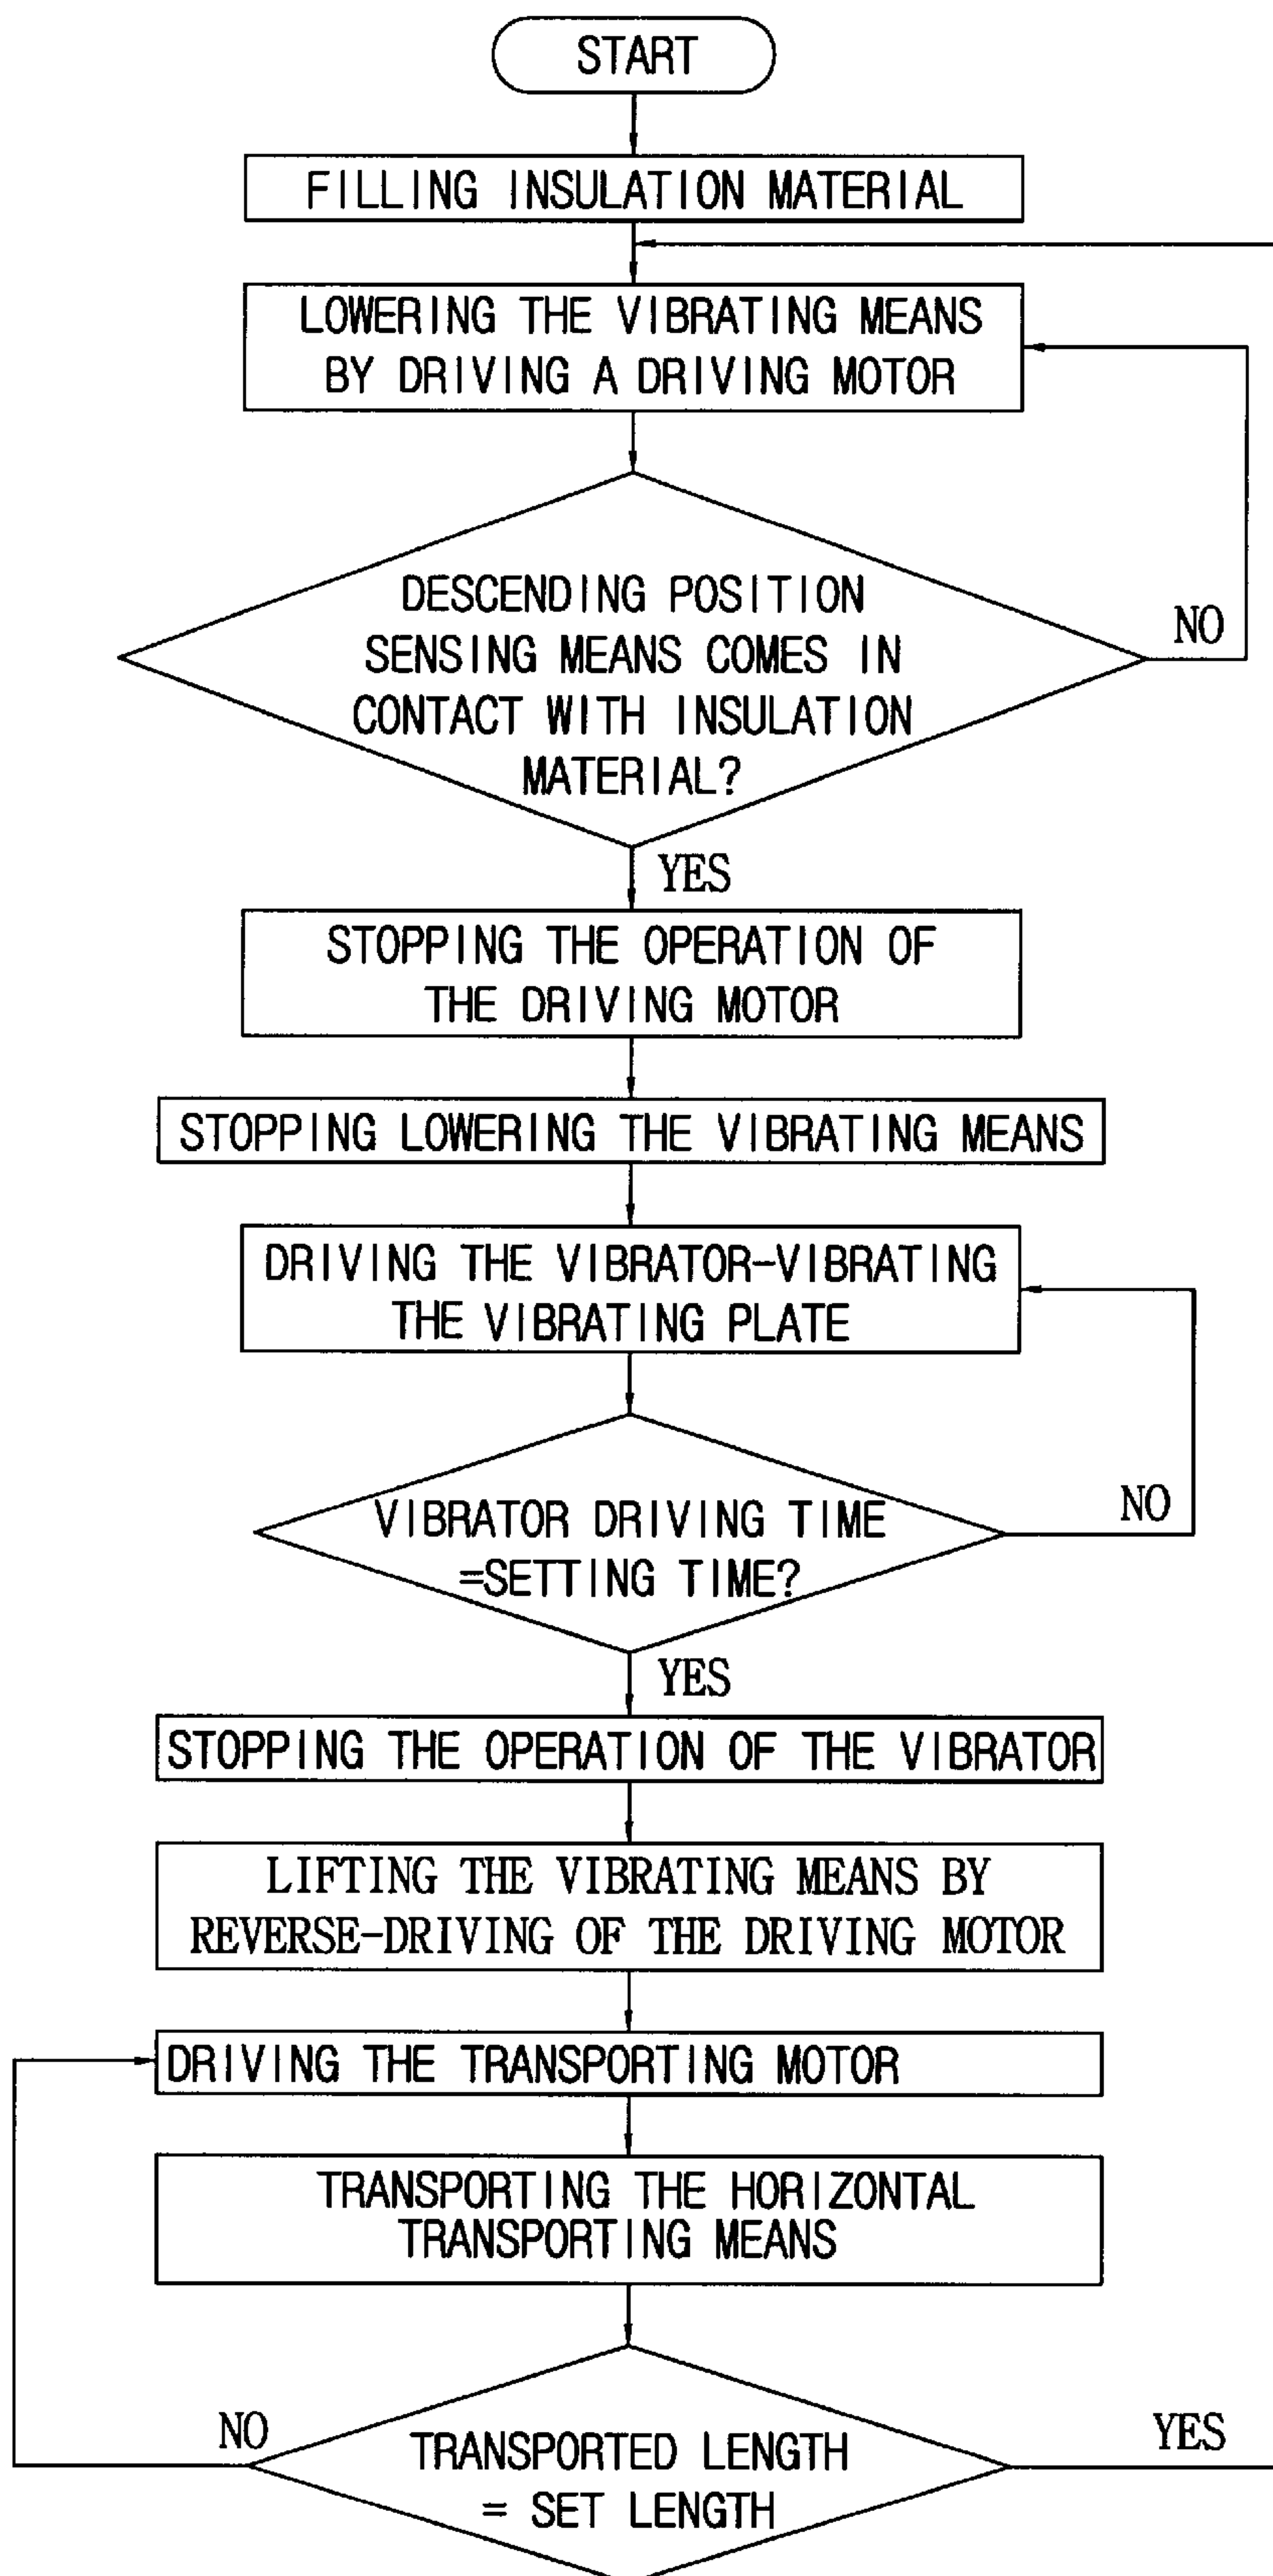 START
FILLING INSULATION MATERIAL
LOWERING THE VIBRATING MEANS
BY DRIVING A DRIVING MOTOR
DESCENDING POSITION
SENSING MEANS COMES IN
CONTACT WITH INSULATION
MATERIAL?
NO
YES
STOPPING THE OPERATION OF
THE DRIVING MOTOR
STOPPING LOWERING THE VIBRATING MEANS
DRIVING THE VIBRATOR-VIBRATING
THE VIBRATING PLATE
VIBRATOR DRIVING TIME
=SETTING TIME?
NO
YES
STOPPING THE OPERATION OF THE VIBRATOR
LIFTING THE VIBRATING MEANS BY
REVERSE-DRIVING OF THE DRIVING MOTOR
DRIVING THE TRANSPORTING MOTOR
TRANSPORTING THE HORIZONTAL
TRANSPORTING MEANS
NO
TRANSPORTED LENGTH
= SET LENGTH
YES